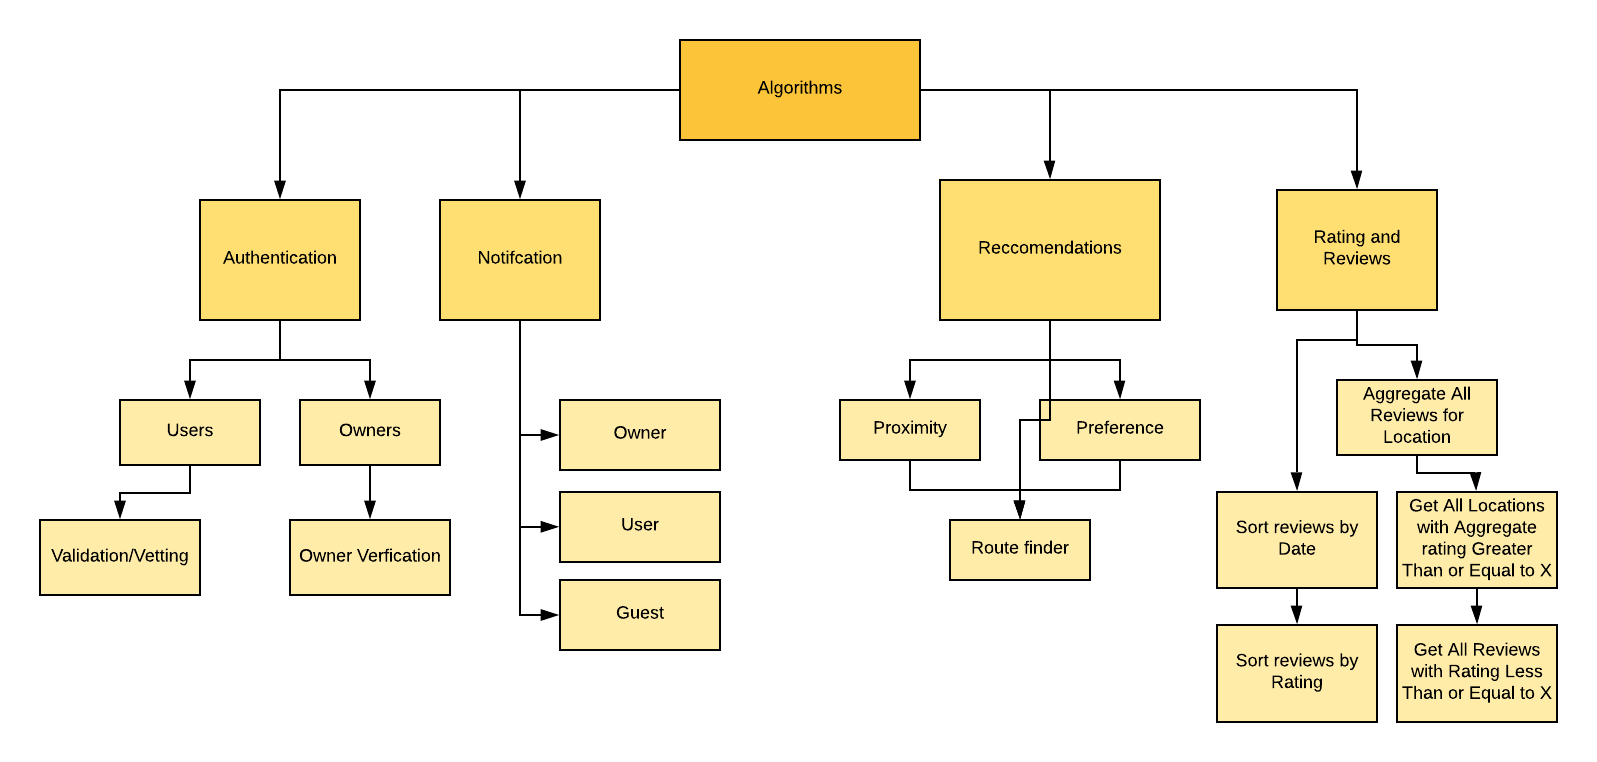 Algorithms
Authentication
Notifcation
Reccomendations
Rating and
Reviews
Users
Owners
Validation/Vetting
Owner Verfication
Owner
User
Guest
Proximity
Preference
Route finder
Aggregate All
Reviews for
Location
Sort reviews by
Date
Get All Locations
with Aggregate
rating Greater
Than or Equal to X
Sort reviews by
Rating
Get All Reviews
with Rating Less
Than or Equal to X